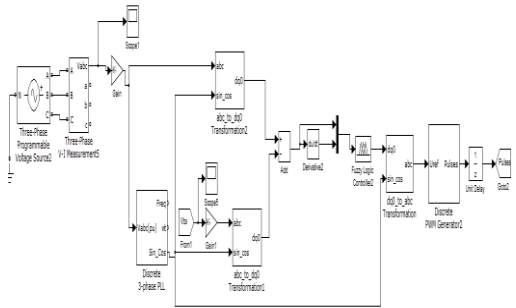 Scope1
Vabc
abc
dq0
sin_cos
abc_to_dq0
Transformation2
Gain
N
A
B
C
A
B
C
a
b
c
Three-Phase
Programmable
Voltage Source2
Three-Phase
V-I Measurement5
Add
du/dt
Derivative2
Fuzzy Logic
Controller2
dq0
abc
sin_cos
dq0_to_abc
Transformation
Uref
Pulses
Discrete
PWM Generator2
Unit Delay
Pulses
Goto2
Scope5
Freq
Vabc(pu)
wt
Sin_Cos
Discrete
3-phase PLL
From1
Gain1
abc
dq0
sin_cos
abc_to_dq0
Transformation1